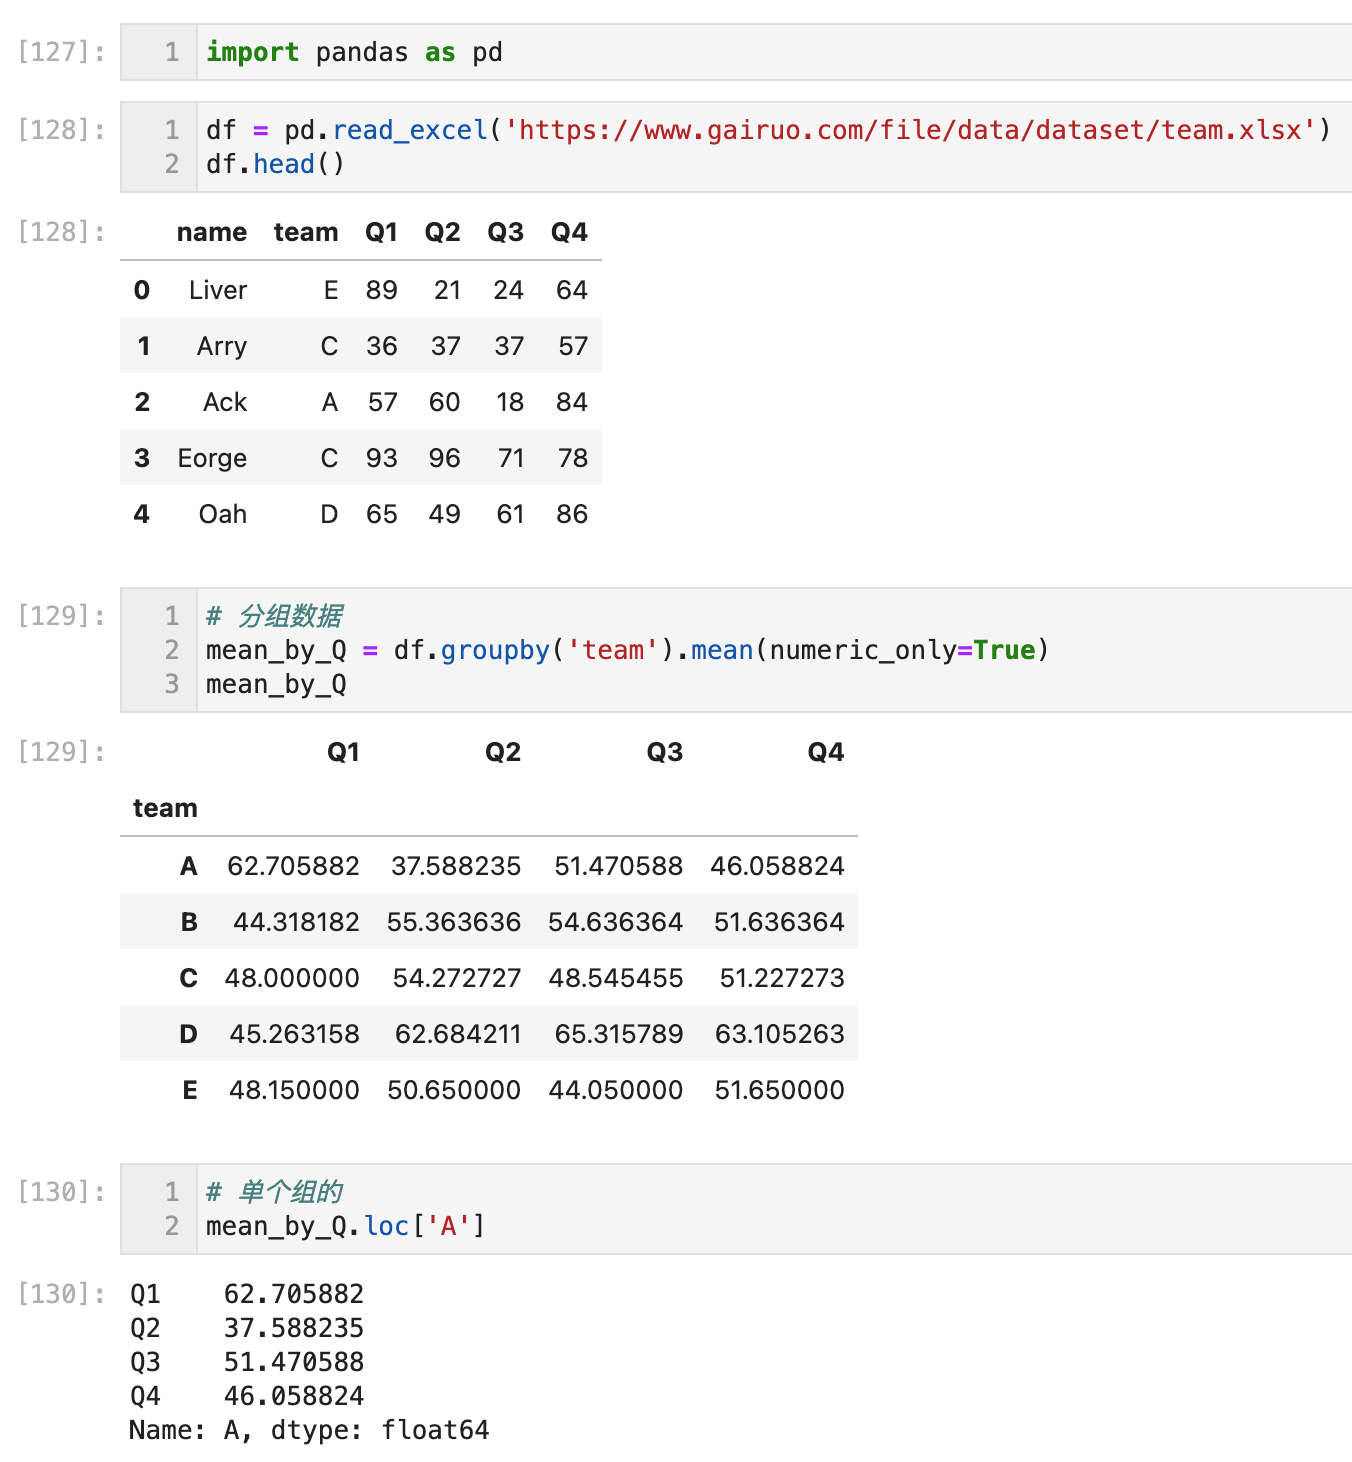 [127]: 1 import pandas as pd
[128]: 1 df = pd.read_excel('https://www.gairuo.com/file/data/dataset/team.xlsx')
2 df.head()
[128]: name team Q1 Q2 Q3 Q4
0 Liver E 89 21 24 64
1 Arry C 36 37 37 57
2 Ack A 57 60 18 84
3 Eorge C 93 96 71 78
4 Oah D 65 49 61 86
[129]: 1 # 分组数据
2 mean_by_Q = df.groupby('team').mean(numeric_only=True)
3 mean_by_Q
[129]: Q1 Q2 Q3 Q4
team
A 62.705882 37.588235 51.470588 46.058824
B 44.318182 55.363636 54.636364 51.636364
C 48.000000 54.272727 48.545455 51.227273
D 45.263158 62.684211 65.315789 63.105263
E 48.150000 50.650000 44.050000 51.650000
[130]: 1 # 单个组的
2 mean_by_Q.loc['A']
[130]: Q1 62.705882
Q2 37.588235
Q3 51.470588
Q4 46.058824
Name: A, dtype: float64